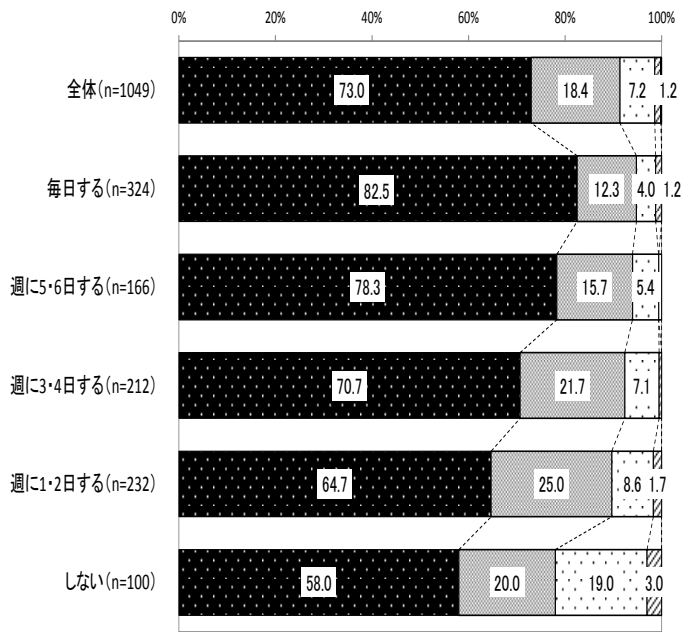 0% 20% 40% 60% 80% 100%
全体(n=1049) 73.0 18.4 7.2 1.2
毎日する(n=324) 82.5 12.3 4.0 1.2
週に5・6日する(n=166) 78.3 15.7 5.4
週に3・4日する(n=212) 70.7 21.7 7.1
週に1・2日する(n=232) 64.7 25.0 8.6 1.7
しない(n=100) 58.0 20.0 19.0 3.0